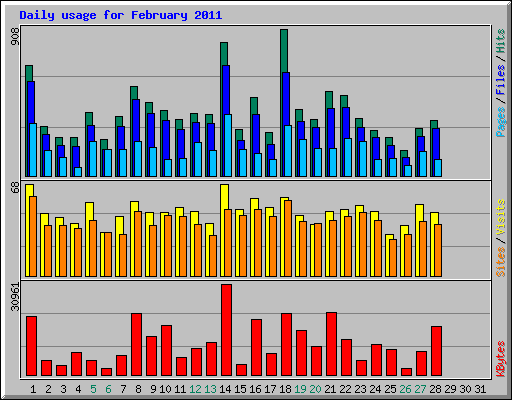 Daily usage for February 2011
908
Pages / Files / Hits
68
Sites / Visits
30961
KBytes
1 2 3 4 5 6 7 8 9 10 11 12 13 14 15 16 17 18 19 20 21 22 23 24 25 26 27 28 29 30 31